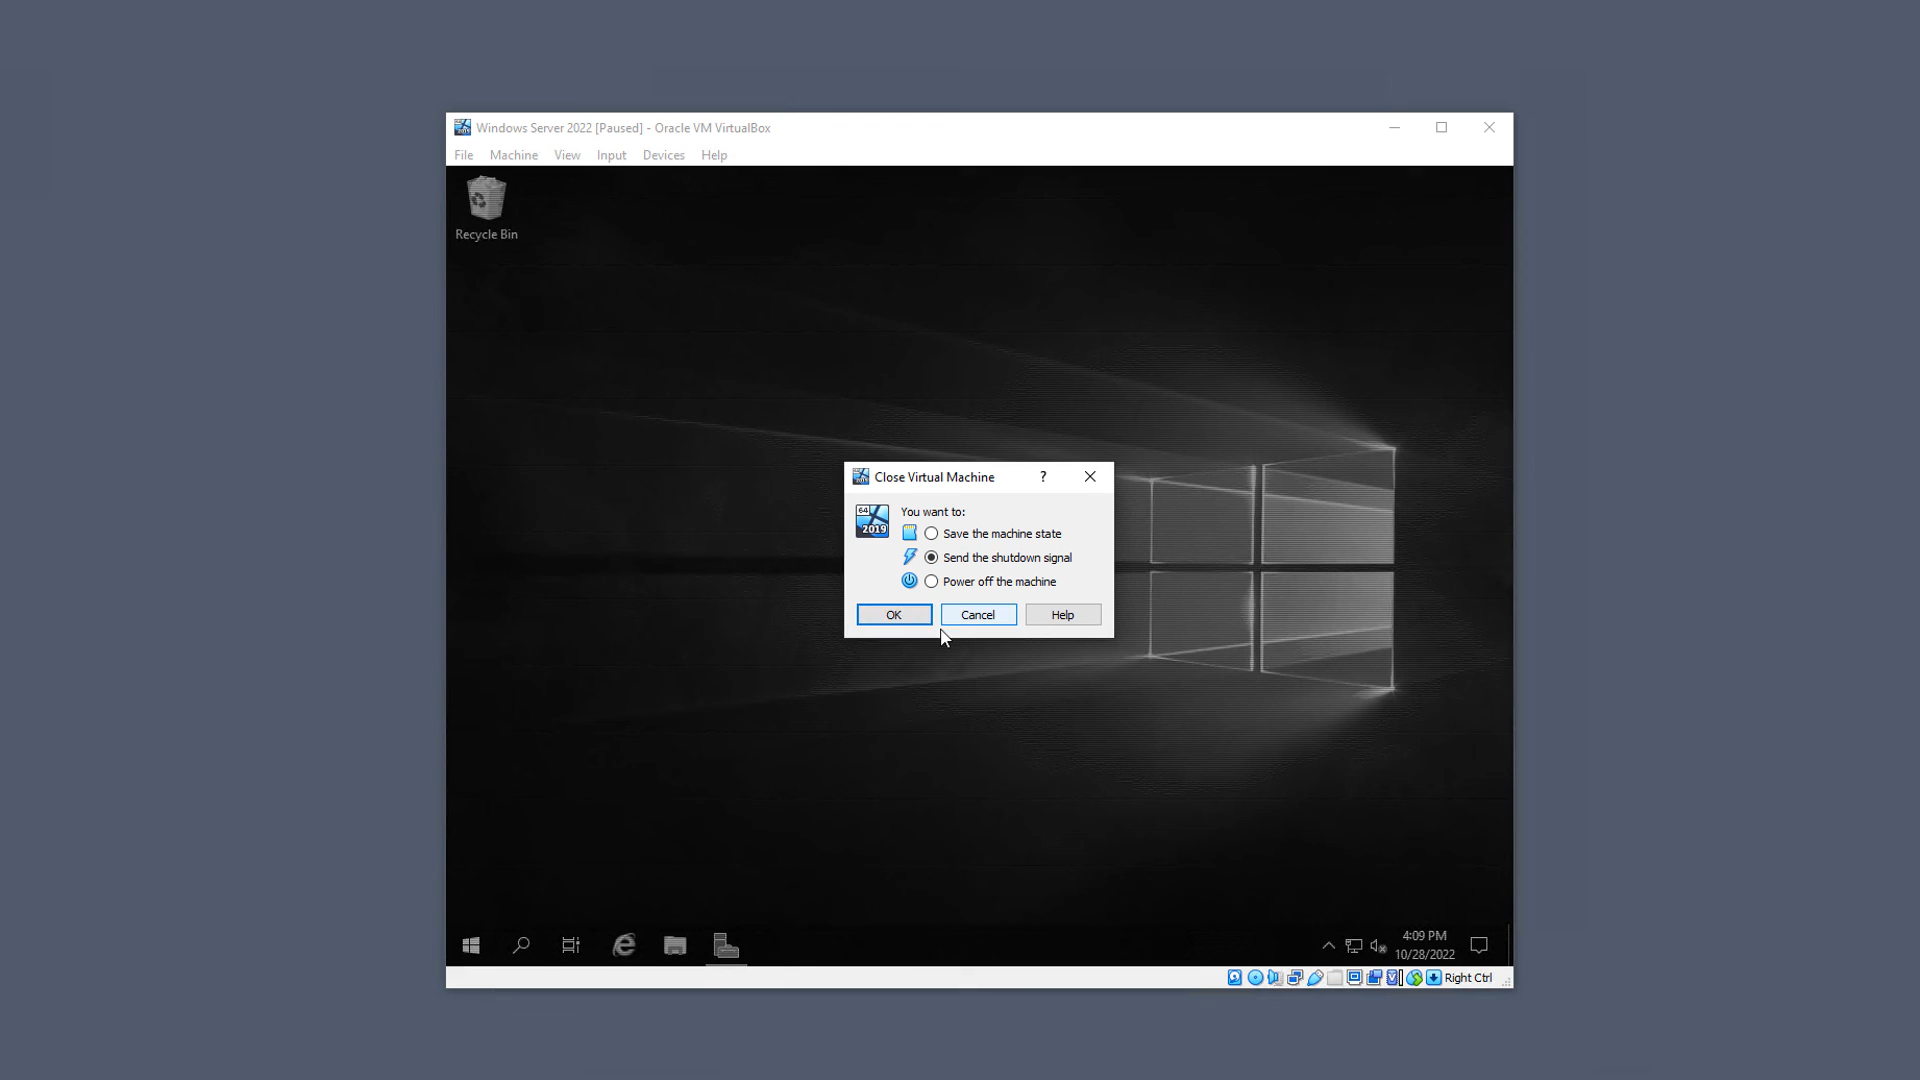 Windows Server 2022 [Paused] - Oracle VM VirtualBox
File Machine View Input Devices Help
Recycle Bin
Close Virtual Machine ?
64
2019
You want to:
Save the machine state
Send the shutdown signal
Power off the machine
OK Cancel Help
4:09 PM
10/28/2022
Right Ctrl